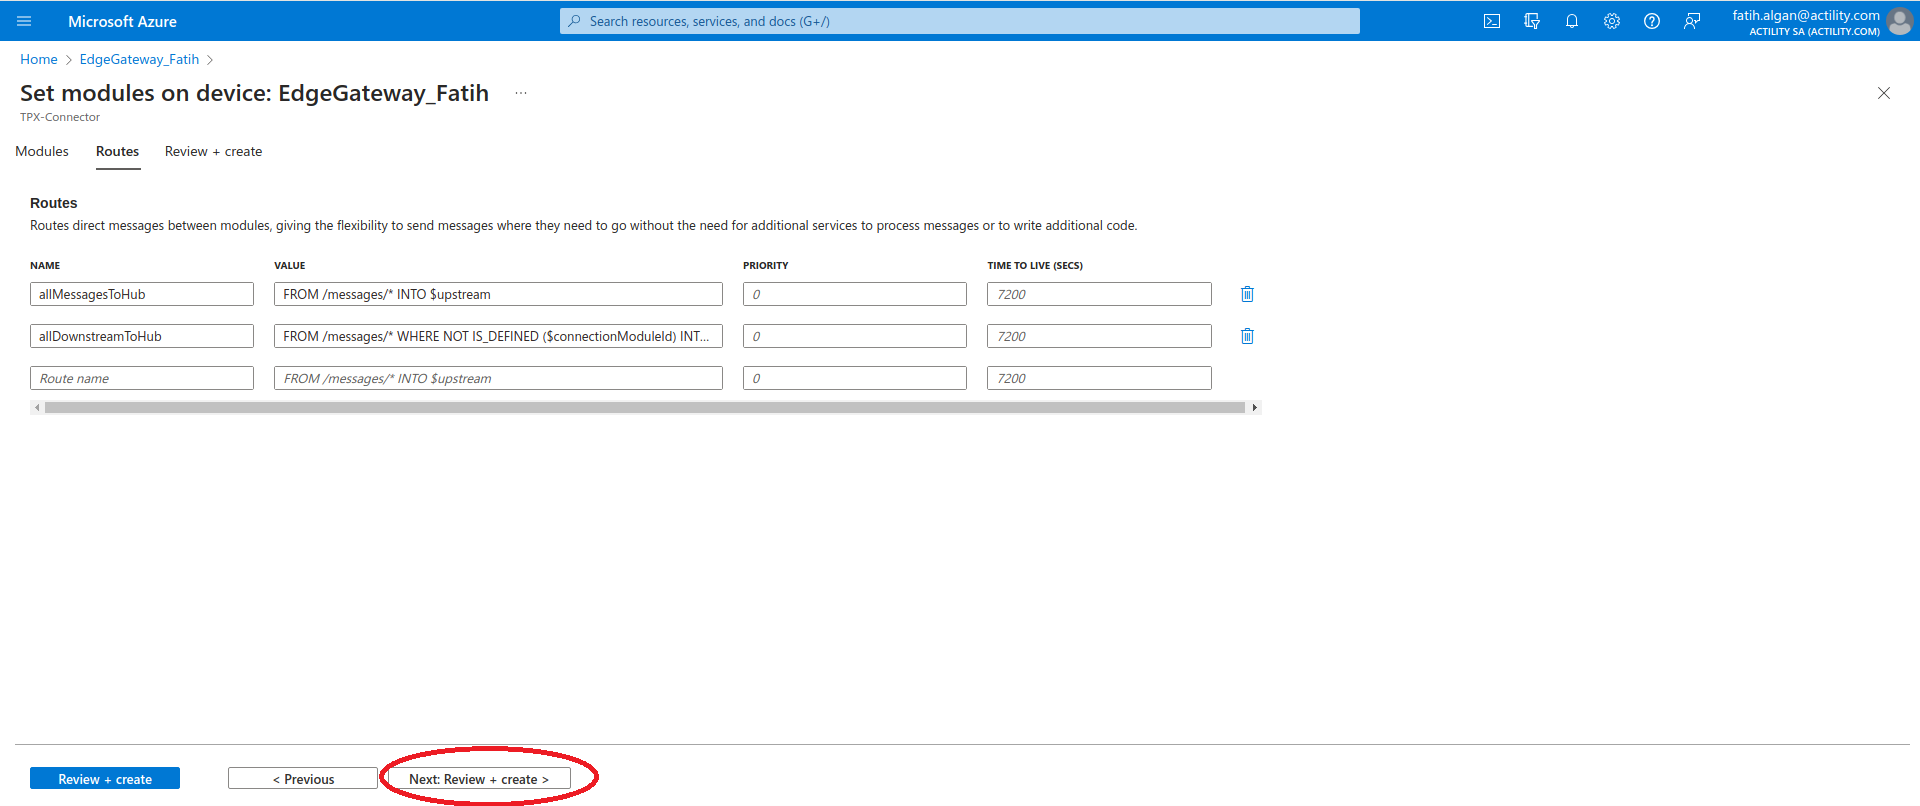 Microsoft Azure
Search resources, services, and docs (G+/)
fatih.algan@actility.com
ACTILITY SA (ACTILITY.COM)
Home > EdgeGateway_Fatih >
Set modules on device: EdgeGateway_Fatih ...
TPX-Connector
Modules Routes Review + create
Routes
Routes direct messages between modules, giving the flexibility to send messages where they need to go without the need for additional services to process messages or to write additional code.
NAME VALUE PRIORITY TIME TO LIVE (SECS)
allMessagesToHub FROM /messages/* INTO $upstream 0 7200
allDownstreamToHub FROM /messages/* WHERE NOT IS_DEFINED ($connectionModuleId) INT... 0 7200
Route name FROM /messages/* INTO $upstream 0 7200
Review + create < Previous Next: Review + create >